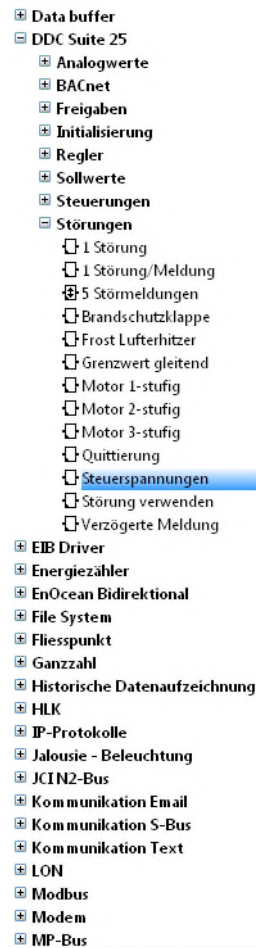 Data buffer
DDC Suite 25
Analogwerte
BACnet
Freigaben
Initialisierung
Regler
Sollwerte
Steuerungen
Störungen
1 Störung
1 Störung/Meldung
5 Störmeldungen
Brandschutzklappe
Frost Lufterhitzer
Grenzwert gleitend
Motor 1-stufig
Motor 2-stufig
Motor 3-stufig
Quittierung
Steuerspannungen
Störung verwenden
Verzögerte Meldung
EIB Driver
Energiezähler
EnOcean Bidirektional
File System
Fliesspunkt
Ganzzahl
Historische Datenaufzeichnung
HLK
IP-Protokolle
Jalousie - Beleuchtung
JCI N2-Bus
Kommunikation Email
Kommunikation S-Bus
Kommunikation Text
LON
Modbus
Modem
MP-Bus